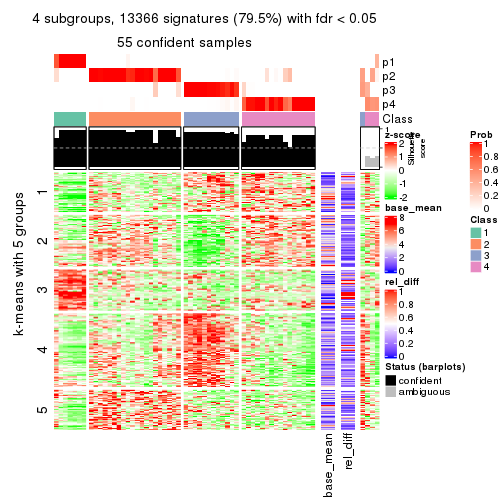 4 subgroups, 13366 signatures (79.5%) with fdr < 0.05
55 confident samples
p1
p2
p3
p4
Class
1
Silhouette
score
k-means with 5 groups
1
2
3
4
5
base_mean
rel_diff
z-score
2
1
0
-1
-2
base_mean
8
6
4
2
0
rel_diff
1
0.8
0.6
0.4
0.2
0
Status (barplots)
confident
ambiguous
Prob
1
0.8
0.6
0.4
0.2
0
Class
1
2
3
4